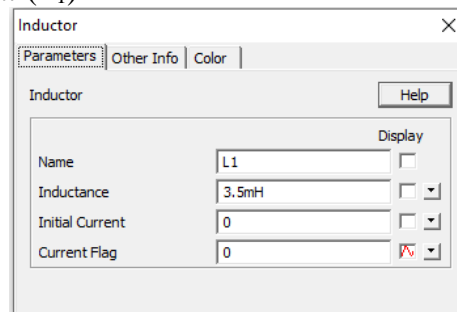 Inductor
Parameters Other Info Color
Inductor Help
Display
Name L1
Inductance 3.5mH
Initial Current 0
Current Flag 0